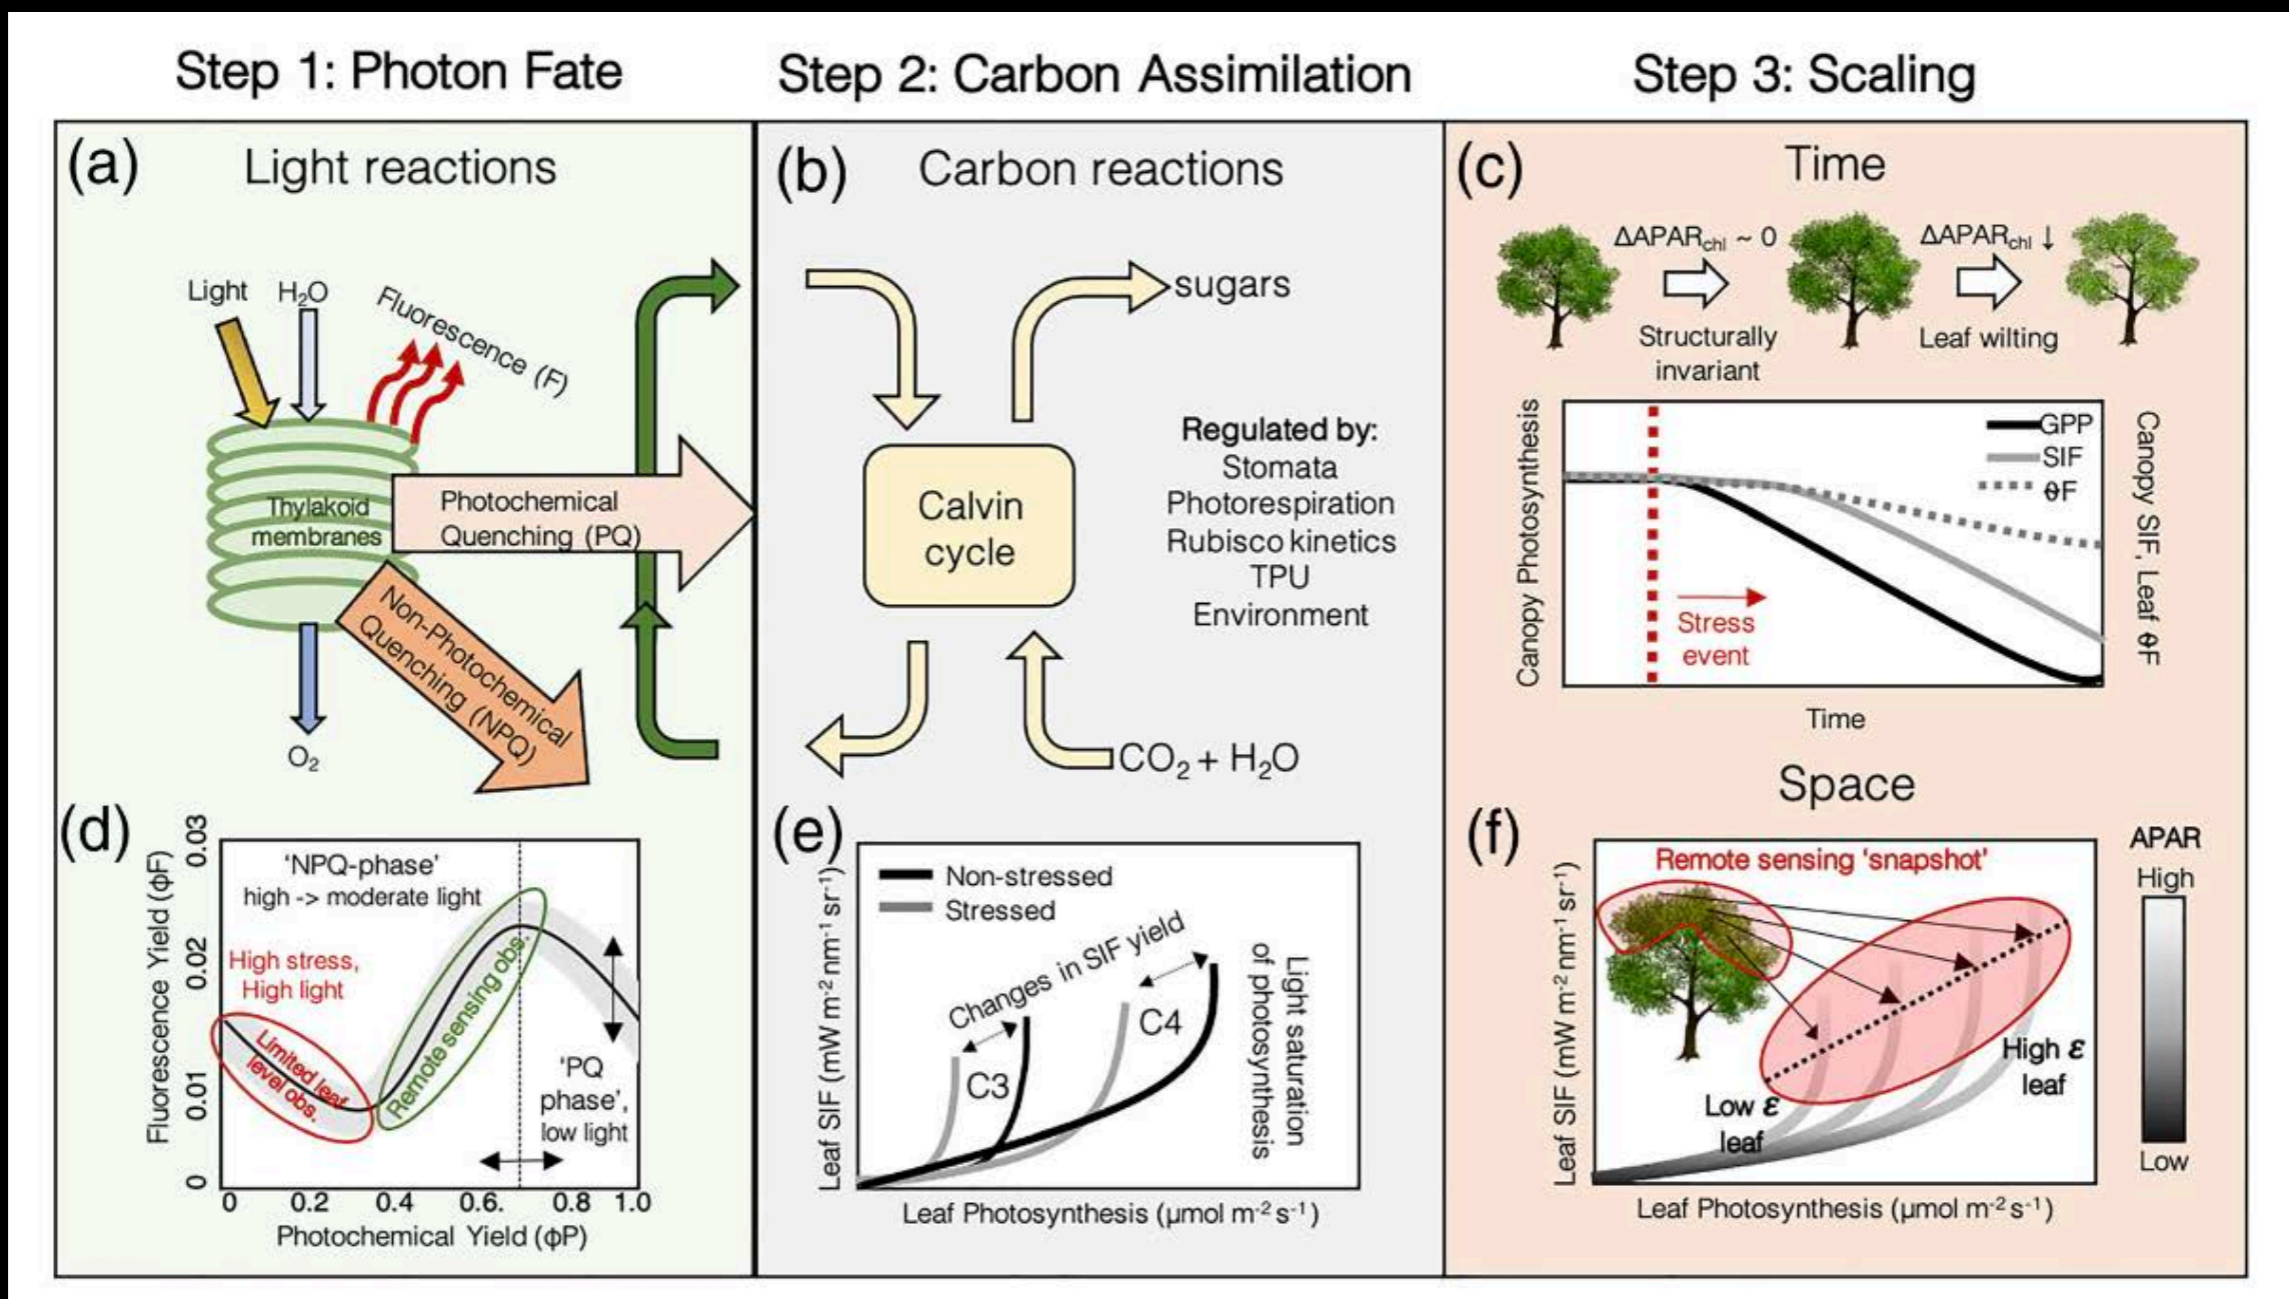 Step 1: Photon Fate
Step 2: Carbon Assimilation
Step 3: Scaling
(a)
Light reactions
Light
H₂O
Fluorescence (F)
Thylakoid
membranes
Photochemical
Quenching (PQ)
Non-Photochemical
Quenching (NPQ)
O₂
(b)
Carbon reactions
sugars
Calvin
cycle
Regulated by:
Stomata
Photorespiration
Rubisco kinetics
TPU
Environment
CO₂ + H₂O
(c)
Time
ΔAPARchl ~ 0
Structurally
invariant
ΔAPARchl ↓
Leaf wilting
Canopy Photosynthesis
GPP
SIF
ϴF
Stress
event
Canopy SIF, Leaf ϴF
Time
(d)
Fluorescence Yield (ϕF)
0.03
0.02
0.01
0
'NPQ-phase'
high -> moderate light
High stress,
High light
Limited leaf
level obs.
Remote sensing obs.
'PQ
phase',
low light
0 0.2 0.4 0.6. 0.8 1.0
Photochemical Yield (ϕP)
(e)
Leaf SIF (mW m⁻² nm⁻¹ sr⁻¹)
Non-stressed
Stressed
Changes in SIF yield
C3
C4
Light saturation
of photosynthesis
Leaf Photosynthesis (μmol m⁻² s⁻¹)
Space
(f)
Leaf SIF (mW m⁻² nm⁻¹ sr⁻¹)
Remote sensing 'snapshot'
Low ε
leaf
High ε
leaf
Leaf Photosynthesis (μmol m⁻² s⁻¹)
APAR
High
Low